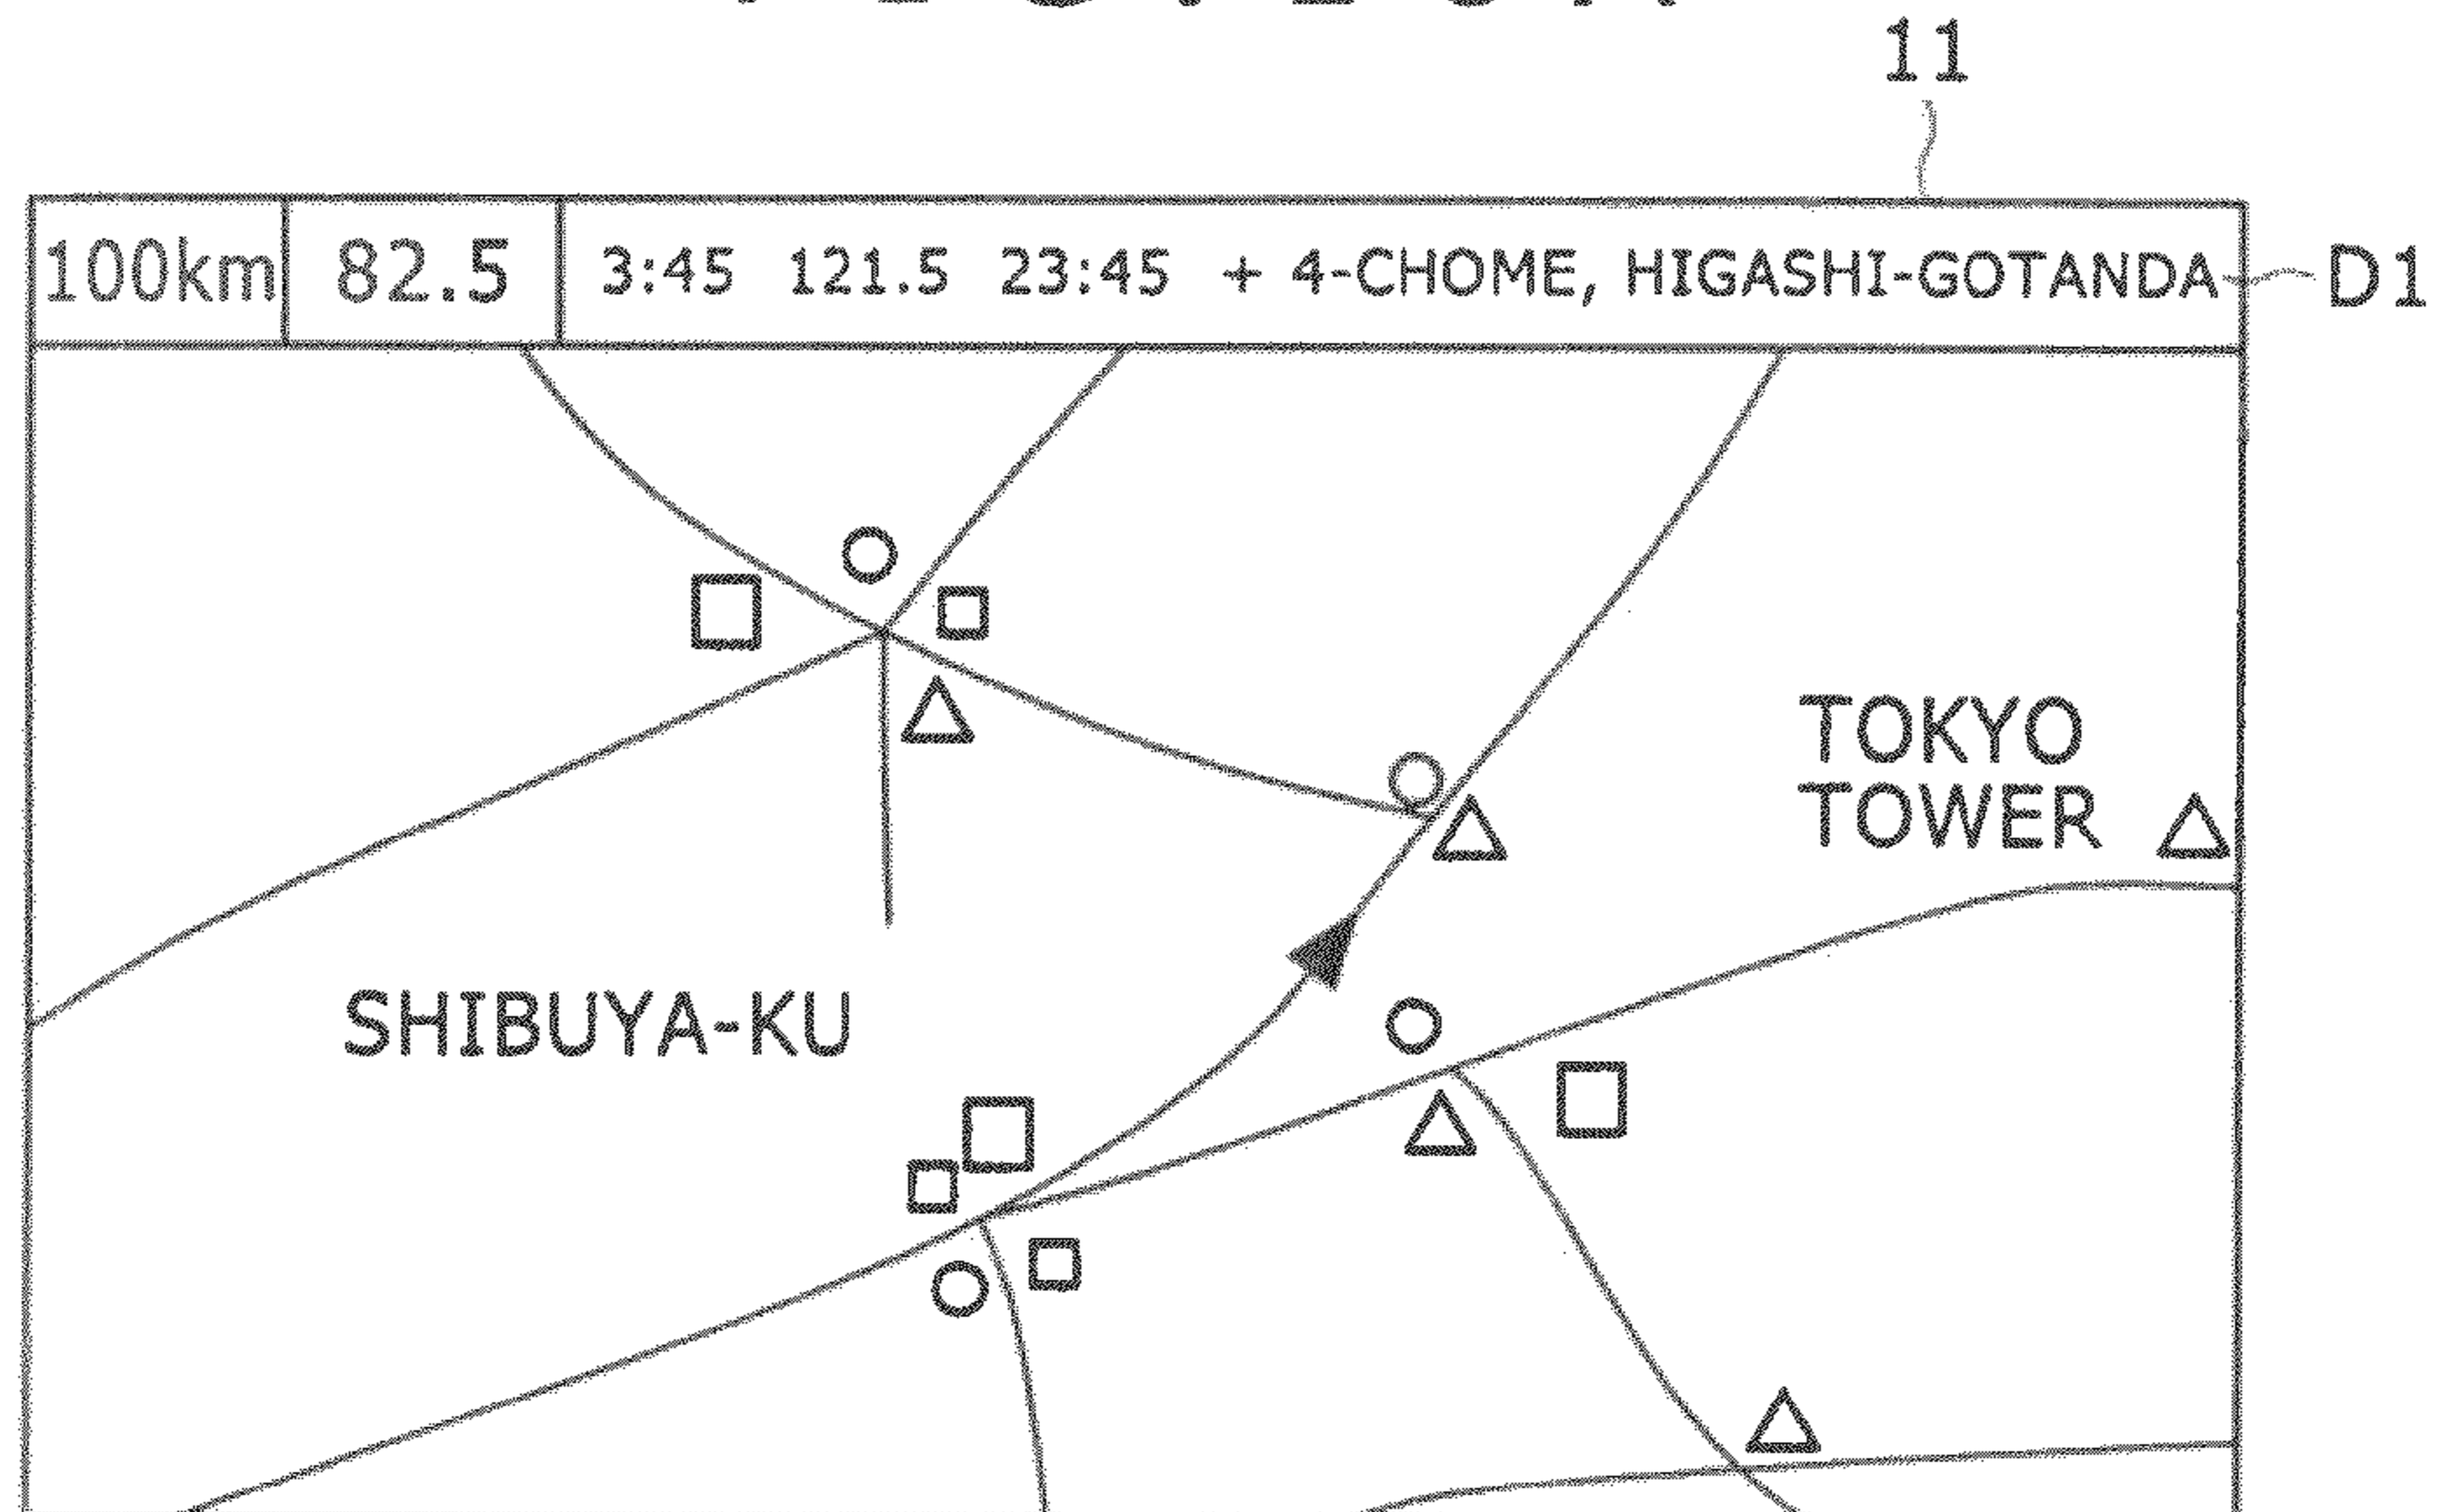 11
100km 82.5 3:45 121.5 23:45 + 4-CHOME, HIGASHI-GOTANDA D1
TOKYO
TOWER
SHIBUYA-KU